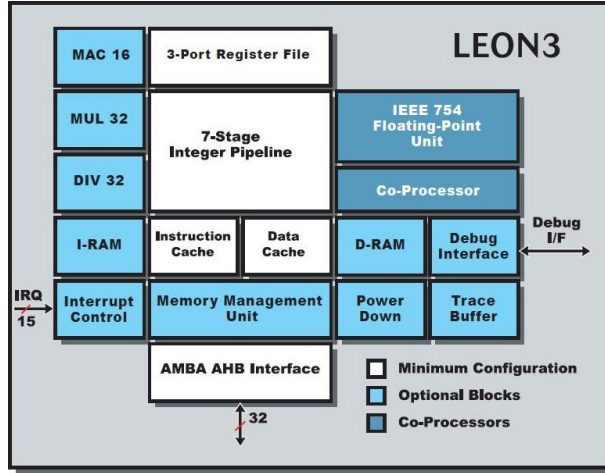 LEON3
MAC 16
3-Port Register File
MUL 32
7-Stage
Integer Pipeline
IEEE 754
Floating-Point
Unit
DIV 32
Co-Processor
I-RAM
Instruction
Cache
Data
Cache
D-RAM
Debug
Interface
Debug
I/F
IRQ
15
Interrupt
Control
Memory Management
Unit
Power
Down
Trace
Buffer
AMBA AHB Interface
32
Minimum Configuration
Optional Blocks
Co-Processors